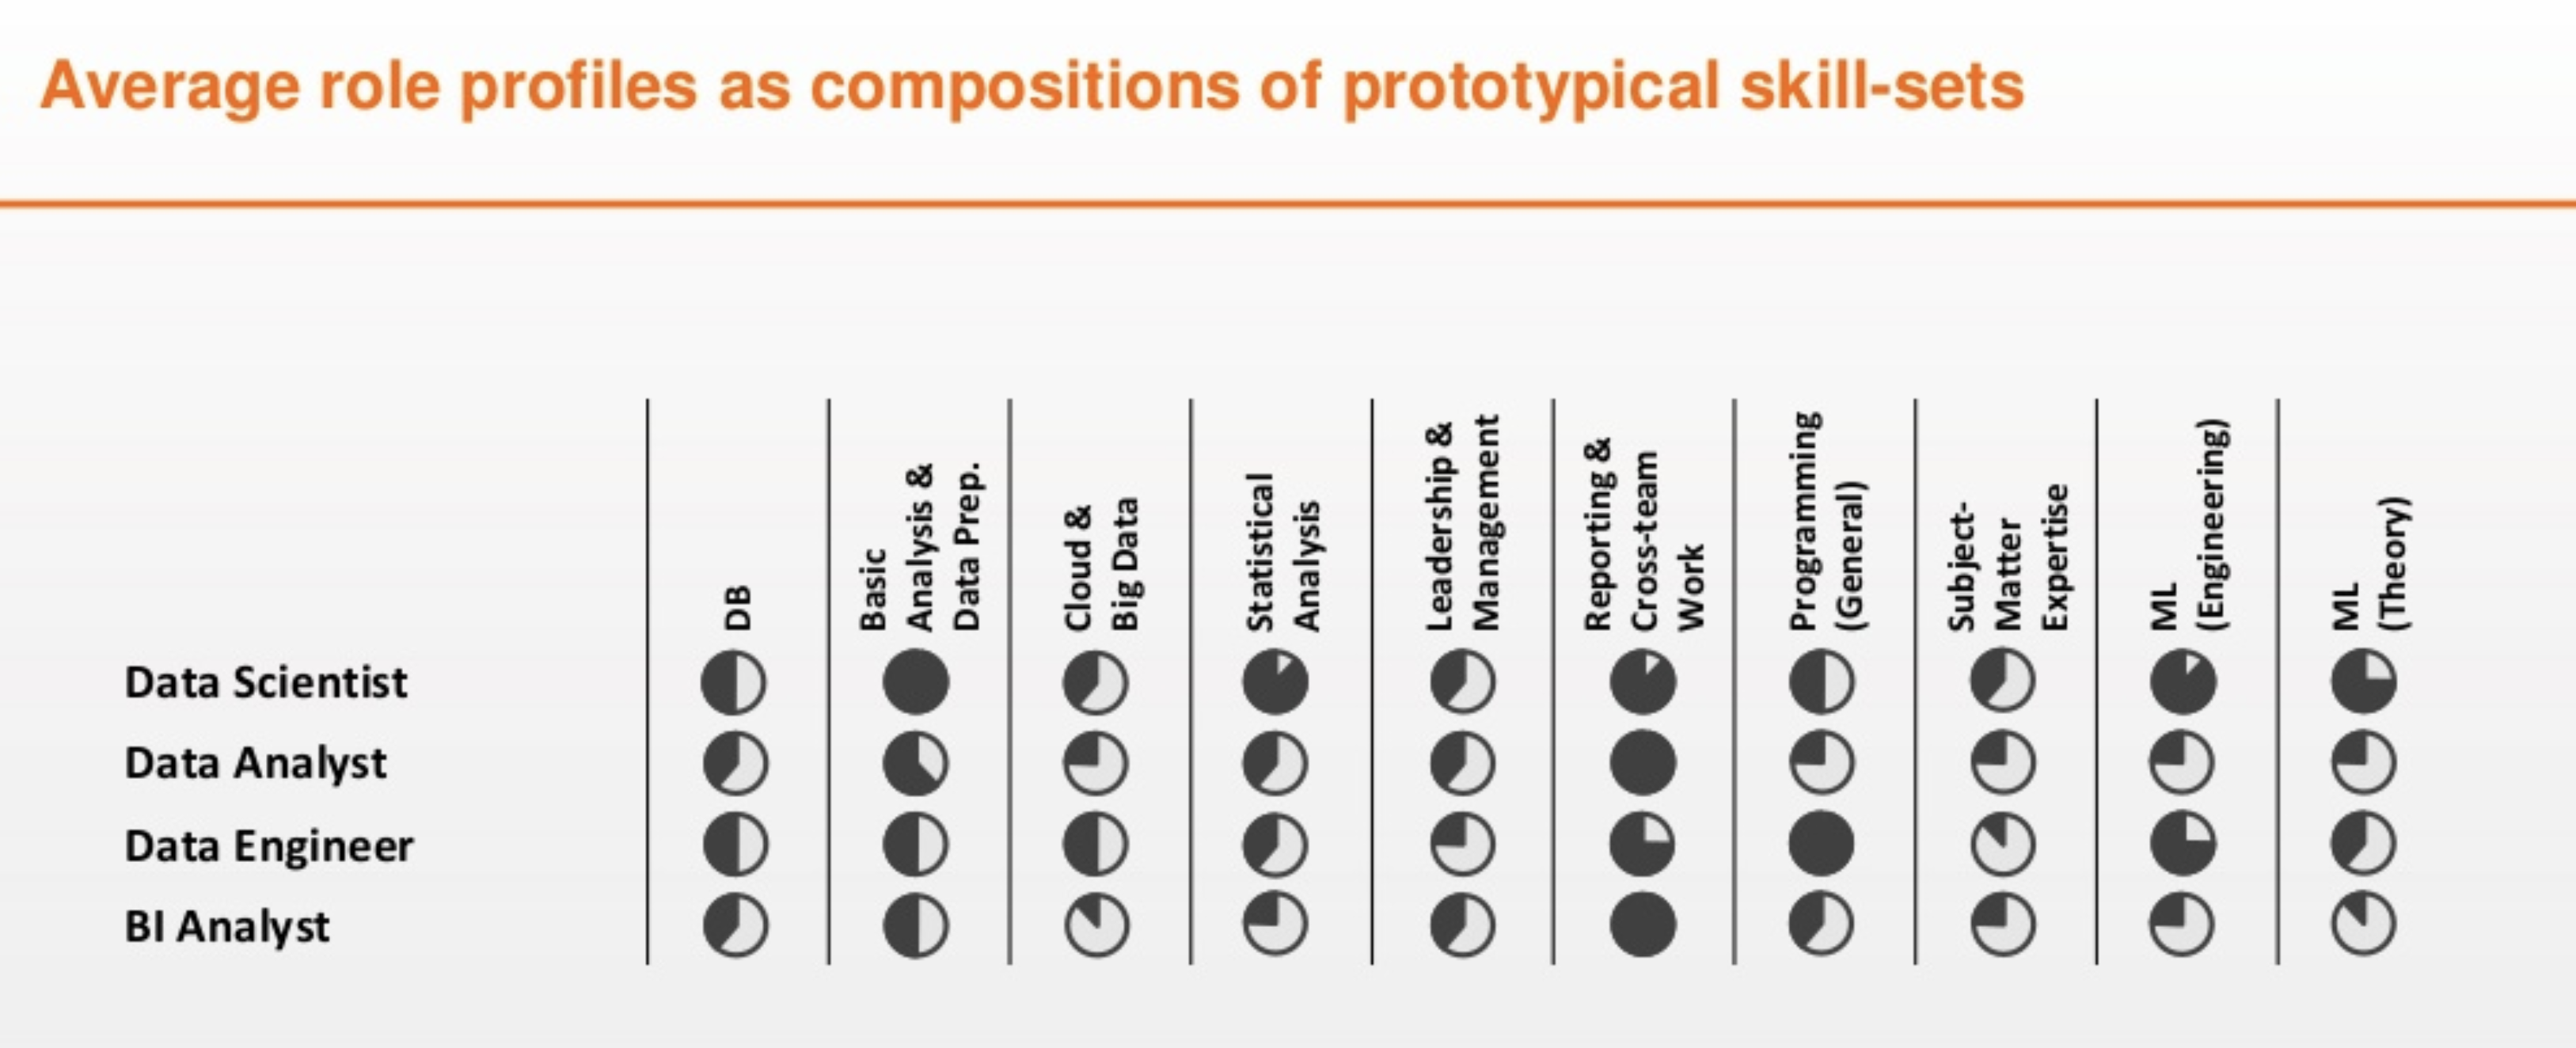 Average role profiles as compositions of prototypical skill-sets
DB
Basic
Analysis &
Data Prep.
Cloud &
Big Data
Statistical
Analysis
Leadership &
Management
Reporting &
Cross-team
Work
Programming
(General)
Subject-
Matter
Expertise
ML
(Engineering)
ML
(Theory)
Data Scientist
Data Analyst
Data Engineer
BI Analyst